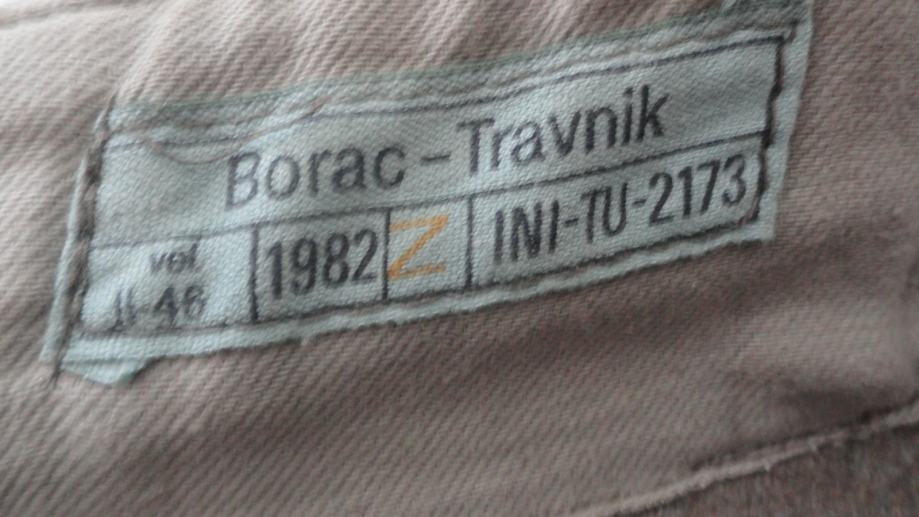 Borac - Travnik
vel. 1982 Z INI-TU-2173
II-46